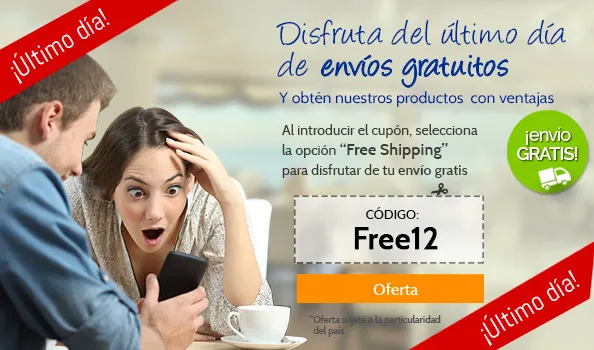 ¡Último día!
Disfruta del último día
de envíos gratuitos
Y obtén nuestros productos con ventajas
Al introducir el cupón, selecciona
la opción “Free Shipping”
para disfrutar de tu envío gratis
¡envío
GRATIS!
CÓDIGO:
Free12
Oferta
*Oferta sujeta a la particularidad
del país
¡Último día!